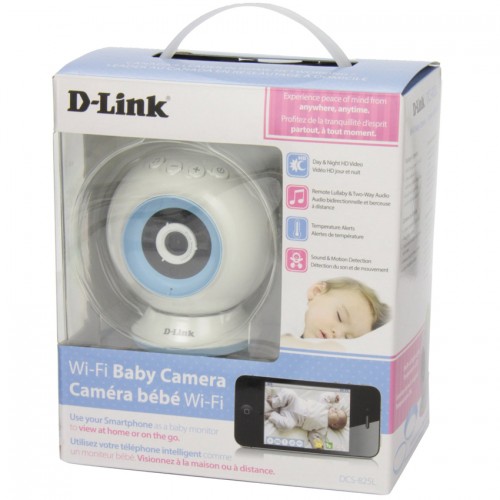 D-Link
Experience peace of mind from
anywhere, anytime.
Profitez de la tranquillité d'esprit
partout, à tout moment.
Day & Night HD Video
Vidéo HD jour et nuit
Remote Lullaby & Two-Way Audio
Audio bidirectionnelle et berceuse
à distance
Temperature Alerts
Alertes de température
Sound & Motion Detection
Détection du son et de mouvement
D-Link
Wi-Fi Baby Camera
Caméra bébé Wi-Fi
Use your Smartphone as a baby monitor
to view at home or on the go.
Utilisez votre téléphone intelligent comme
un moniteur bébé. Visionnez à la maison ou à distance.
DCS-825L